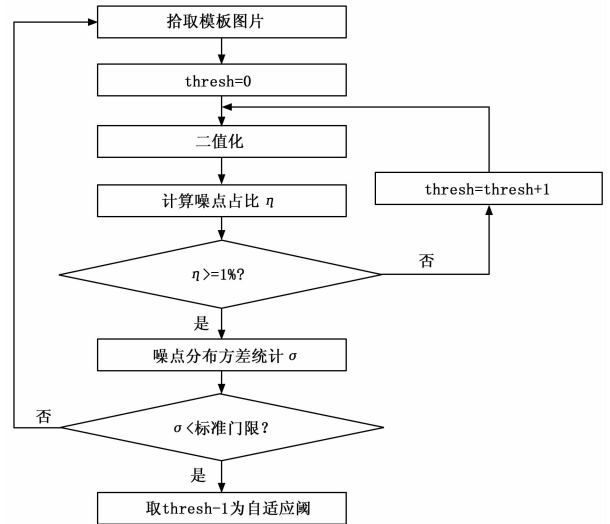 拾取模板图片
thresh=0
二值化
计算噪点占比 η
thresh=thresh+1
η>=1%?
否
是
噪点分布方差统计 σ
否
σ<标准门限?
是
取thresh-1为自适应阈